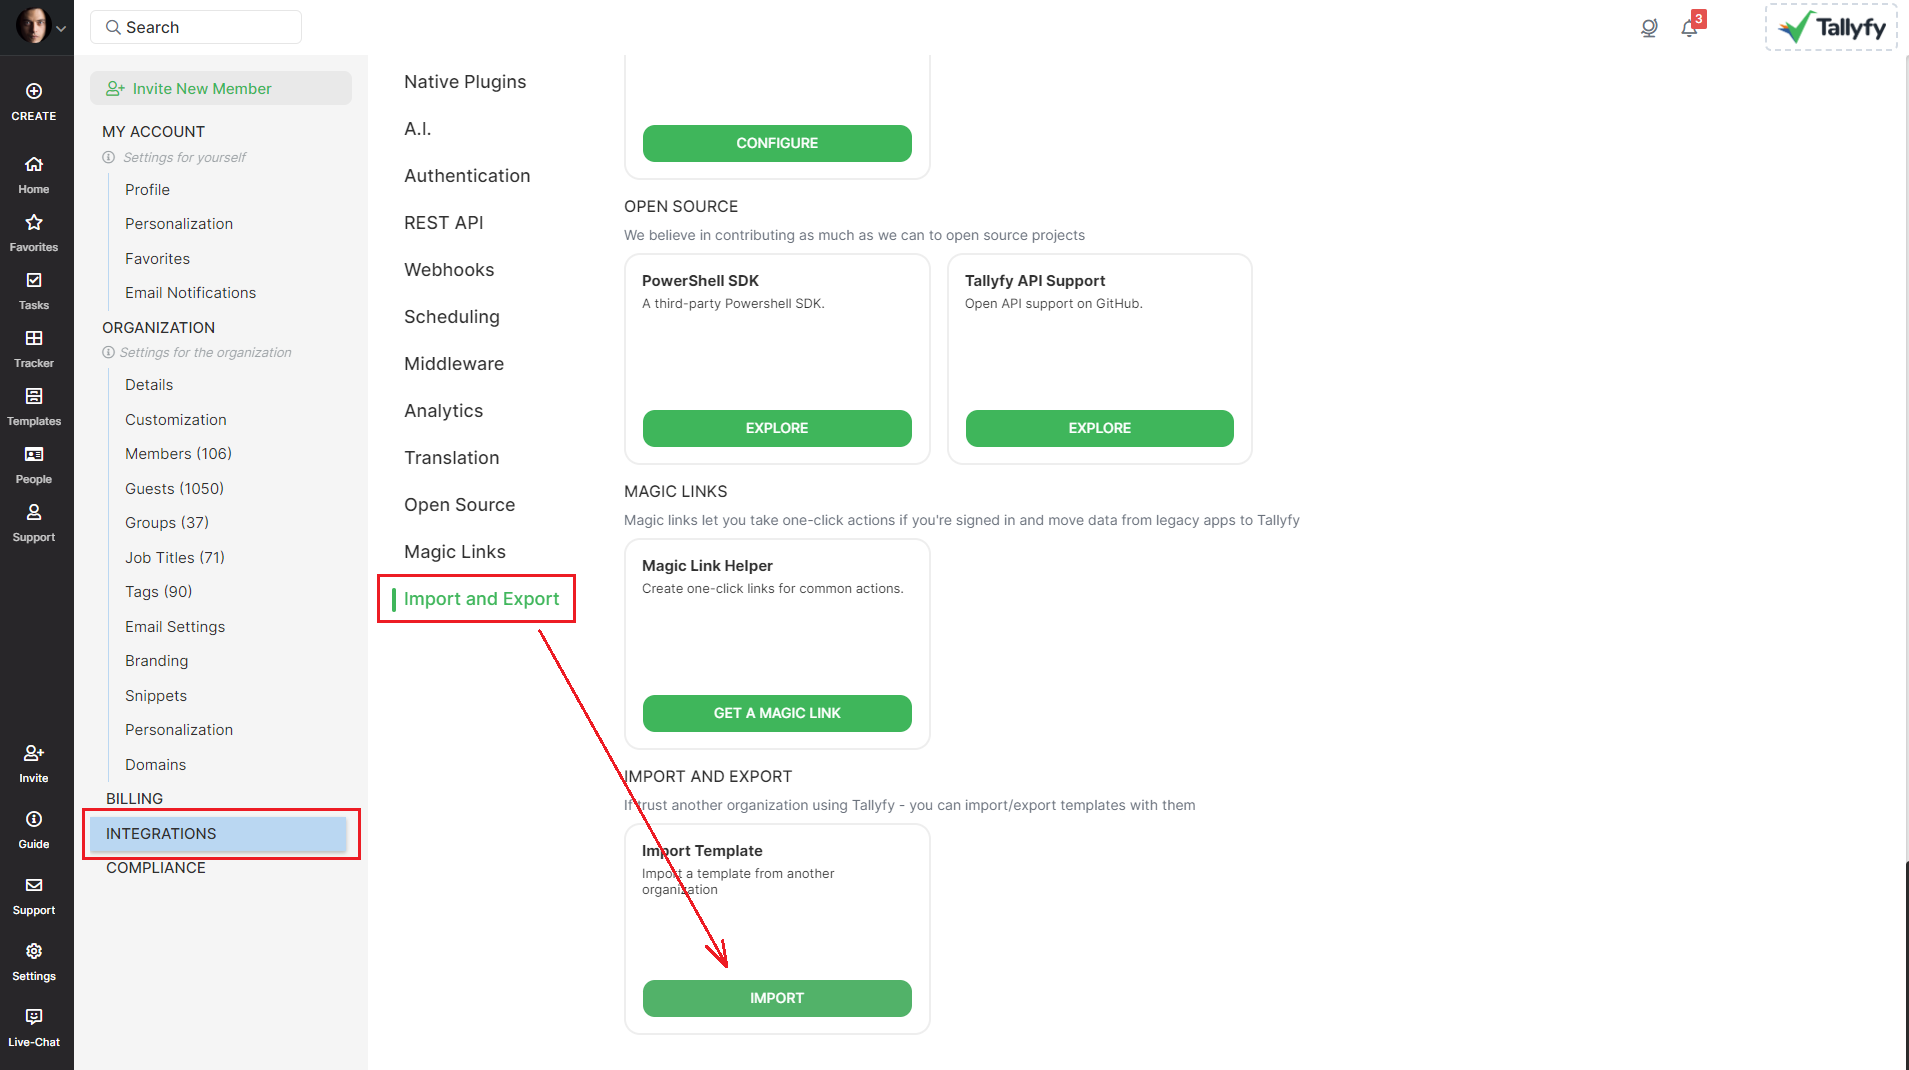 Search
3
Tallyfy
CREATE
Home
Favorites
Tasks
Tracker
Templates
People
Support
Invite
Guide
Support
Settings
Live-Chat
Invite New Member
MY ACCOUNT
Settings for yourself
Profile
Personalization
Favorites
Email Notifications
ORGANIZATION
Settings for the organization
Details
Customization
Members (106)
Guests (1050)
Groups (37)
Job Titles (71)
Tags (90)
Email Settings
Branding
Snippets
Personalization
Domains
BILLING
INTEGRATIONS
COMPLIANCE
Native Plugins
A.I.
Authentication
REST API
Webhooks
Scheduling
Middleware
Analytics
Translation
Open Source
Magic Links
Import and Export
CONFIGURE
OPEN SOURCE
We believe in contributing as much as we can to open source projects
PowerShell SDK
A third-party Powershell SDK.
EXPLORE
Tallyfy API Support
Open API support on GitHub.
EXPLORE
MAGIC LINKS
Magic links let you take one-click actions if you're signed in and move data from legacy apps to Tallyfy
Magic Link Helper
Create one-click links for common actions.
GET A MAGIC LINK
IMPORT AND EXPORT
If trust another organization using Tallyfy - you can import/export templates with them
Import Template
Import a template from another
organization
IMPORT